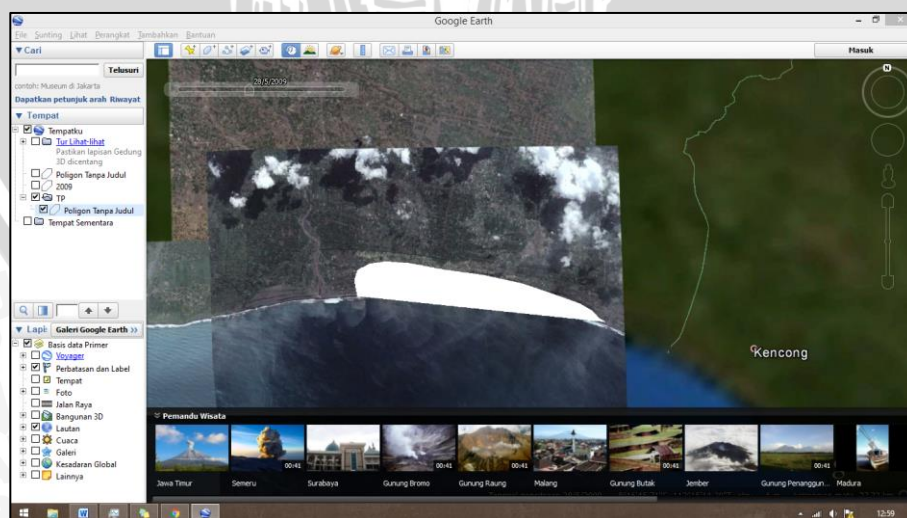 Google Earth
File Sunting Lihat Perangkat Tambahkan Bantuan
Cari
Masuk
Telusuri
contoh: Museum di Jakarta
Dapatkan petunjuk arah Riwayat
28/5/2009
N
Tempat
Tempatku
Tur Lihat-lihat
Pastikan lapisan Gedung
3D dicentang
Poligon Tanpa Judul
2009
TP
Poligon Tanpa Judul
Tempat Sementara
Lapi:
Galeri Google Earth >>
Basis data Primer
Voyager
Perbatasan dan Label
Tempat
Foto
Jalan Raya
Bangunan 3D
Lautan
Cuaca
Galeri
Kesadaran Global
Lainnya
Kencong
Pemandu Wisata
00:41 00:41 00:41 00:41 00:41
Jawa Timur Semeru Surabaya Gunung Bromo Gunung Raung Malang Gunung Butak Jember Gunung Penanggun... Madura
12:59